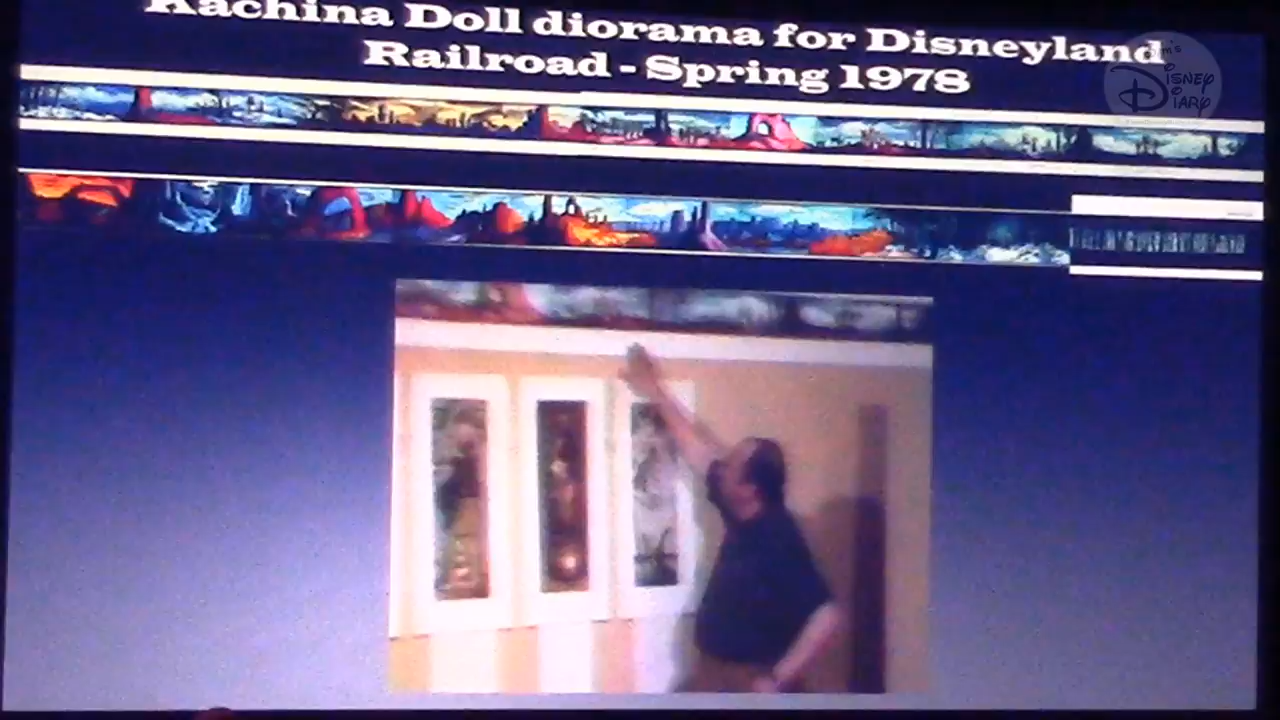 Kachina Doll diorama for Disneyland
Railroad - Spring 1978
Disney
Diary